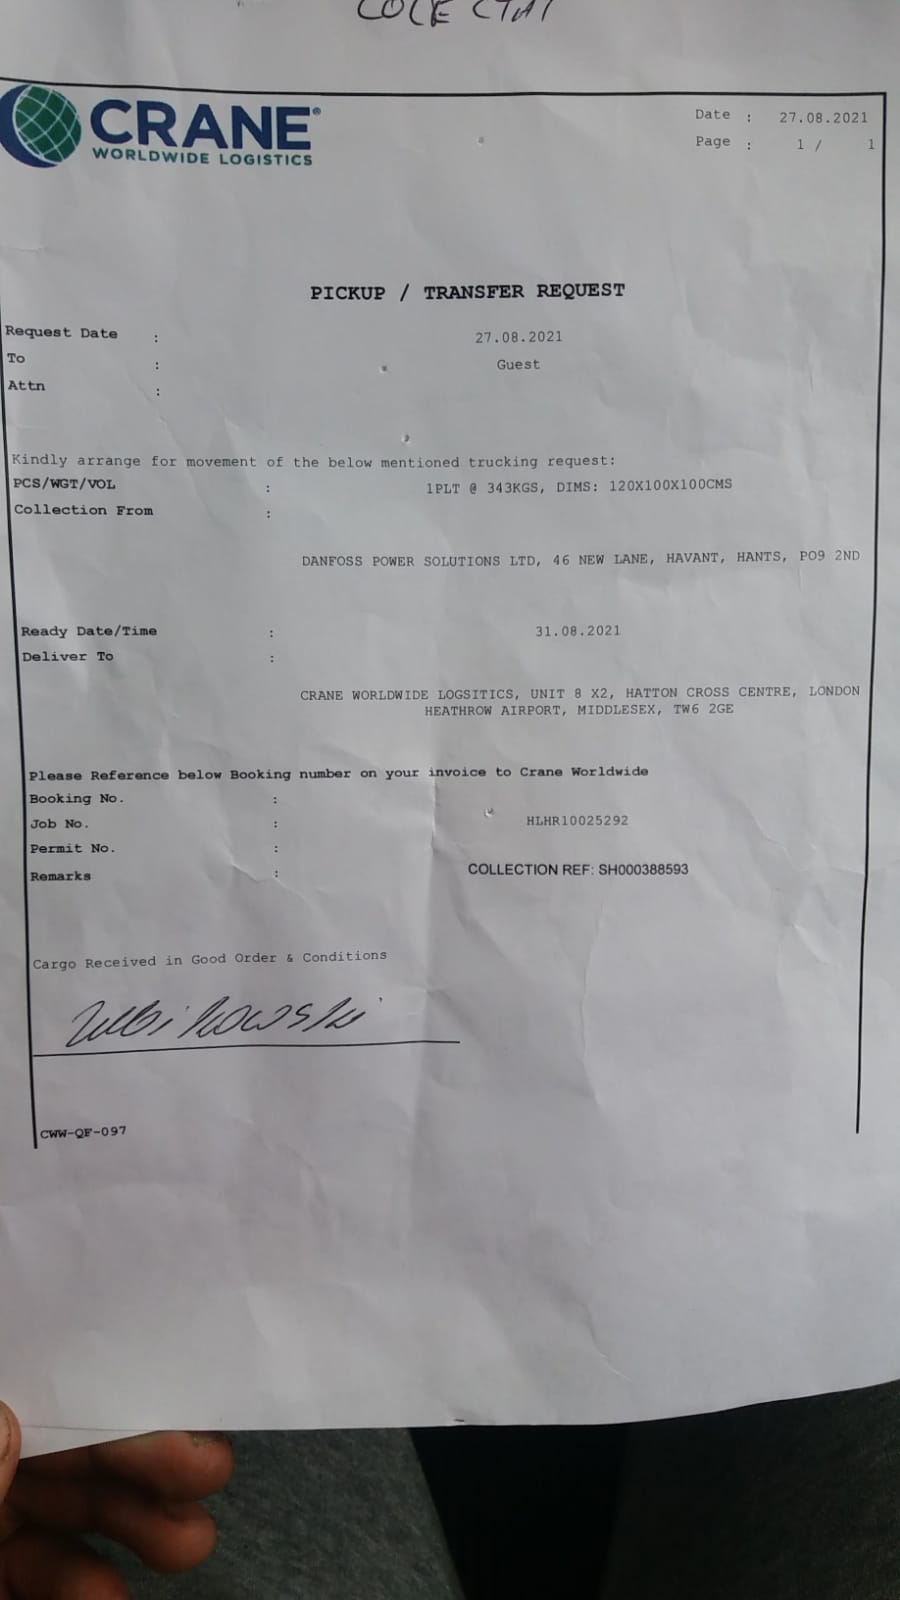 CRANE®
WORLDWIDE LOGISTICS
Date : 27.08.2021
Page : 1 / 1
PICKUP / TRANSFER REQUEST
Request Date : 27.08.2021
To : Guest
Attn :
Kindly arrange for movement of the below mentioned trucking request:
PCS/WGT/VOL : 1PLT @ 343KGS, DIMS: 120X100X100CMS
Collection From :
DANFOSS POWER SOLUTIONS LTD, 46 NEW LANE, HAVANT, HANTS, PO9 2ND
Ready Date/Time : 31.08.2021
Deliver To :
CRANE WORLDWIDE LOGSITICS, UNIT 8 X2, HATTON CROSS CENTRE, LONDON
HEATHROW AIRPORT, MIDDLESEX, TW6 2GE
Please Reference below Booking number on your invoice to Crane Worldwide
Booking No. :
Job No. : HLHR10025292
Permit No. :
Remarks : COLLECTION REF: SH000388593
Cargo Received in Good Order & Conditions
CWW-QF-097